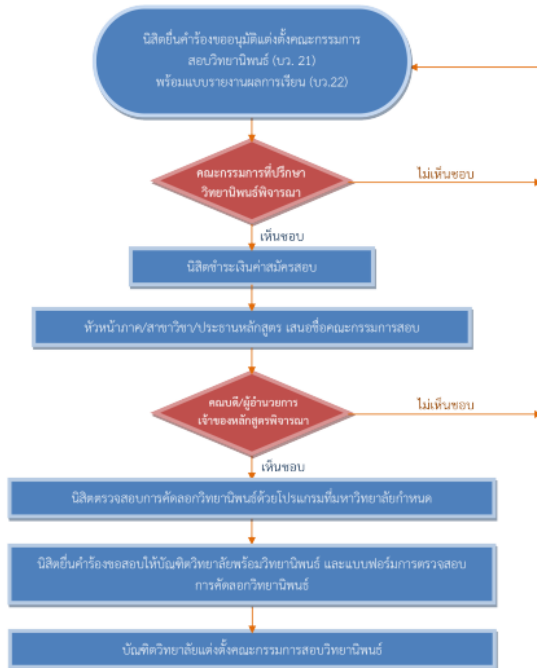 นิสิตยื่นคำร้องขออนุมัติแต่งตั้งคณะกรรมการ
สอบวิทยานิพนธ์ (บว. 21)
พร้อมแบบรายงานผลการเรียน (บว.22)
คณะกรรมการที่ปรึกษา
วิทยานิพนธ์พิจารณา
ไม่เห็นชอบ
เห็นชอบ
นิสิตชำระเงินค่าสมัครสอบ
หัวหน้าภาค/สาขาวิชา/ประธานหลักสูตร เสนอชื่อคณะกรรมการสอบ
คณบดี/ผู้อำนวยการ
เจ้าของหลักสูตรพิจารณา
ไม่เห็นชอบ
เห็นชอบ
นิสิตตรวจสอบการคัดลอกวิทยานิพนธ์ด้วยโปรแกรมที่มหาวิทยาลัยกำหนด
นิสิตยื่นคำร้องขอสอบให้บัณฑิตวิทยาลัยพร้อมวิทยานิพนธ์ และแบบฟอร์มการตรวจสอบ
การคัดลอกวิทยานิพนธ์
บัณฑิตวิทยาลัยแต่งตั้งคณะกรรมการสอบวิทยานิพนธ์